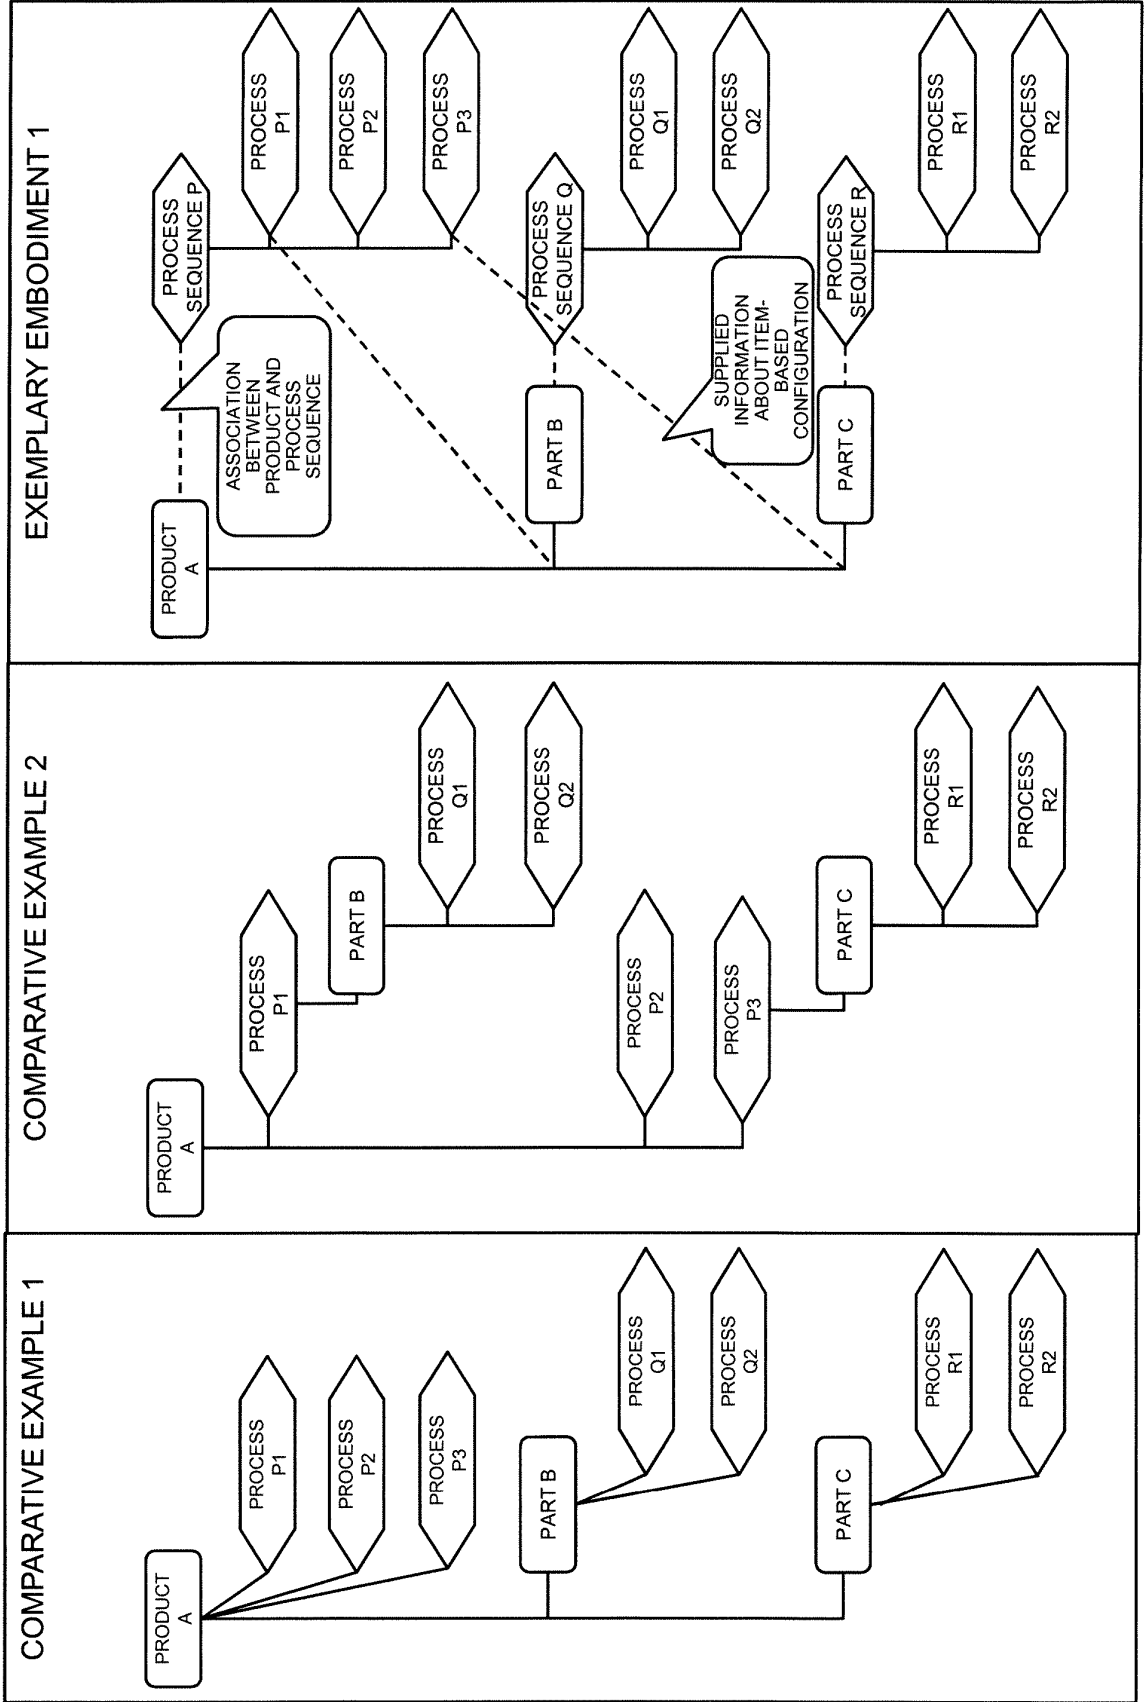 COMPARATIVE EXAMPLE 1
PRODUCT
A
PROCESS
P1
PROCESS
P2
PROCESS
P3
PART B
PROCESS
Q1
PROCESS
Q2
PART C
PROCESS
R1
PROCESS
R2
COMPARATIVE EXAMPLE 2
PRODUCT
A
PROCESS
P1
PART B
PROCESS
Q1
PROCESS
Q2
PROCESS
P2
PROCESS
P3
PART C
PROCESS
R1
PROCESS
R2
EXEMPLARY EMBODIMENT 1
PRODUCT
A
PROCESS
SEQUENCE P
ASSOCIATION
BETWEEN
PRODUCT AND
PROCESS
SEQUENCE
PROCESS
P1
PROCESS
P2
PROCESS
P3
PART B
PROCESS
SEQUENCE Q
PROCESS
Q1
PROCESS
Q2
SUPPLIED
INFORMATION
ABOUT ITEM-
BASED
CONFIGURATION
PART C
PROCESS
SEQUENCE R
PROCESS
R1
PROCESS
R2